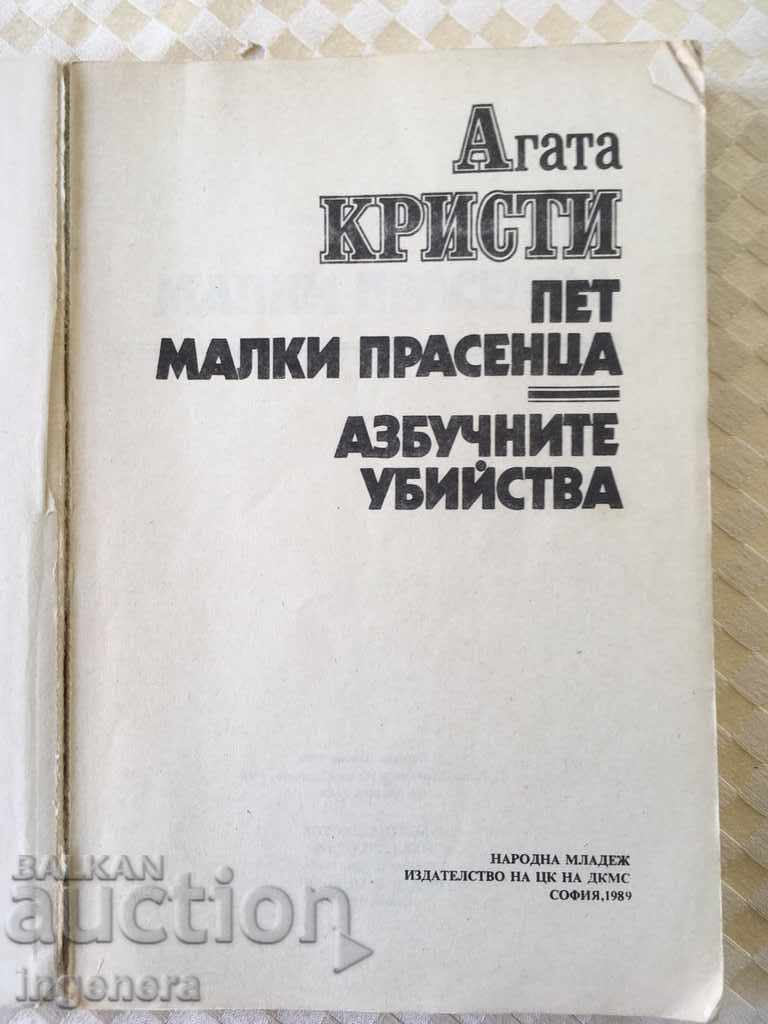 Агата
КРИСТИ
ПЕТ
МАЛКИ ПРАСЕНЦА
АЗБУЧНИТЕ
УБИЙСТВА
НАРОДНА МЛАДЕЖ
ИЗДАТЕЛСТВО НА ЦК НА ДКМС
СОФИЯ,1989
BALKAN
auction
ingenera